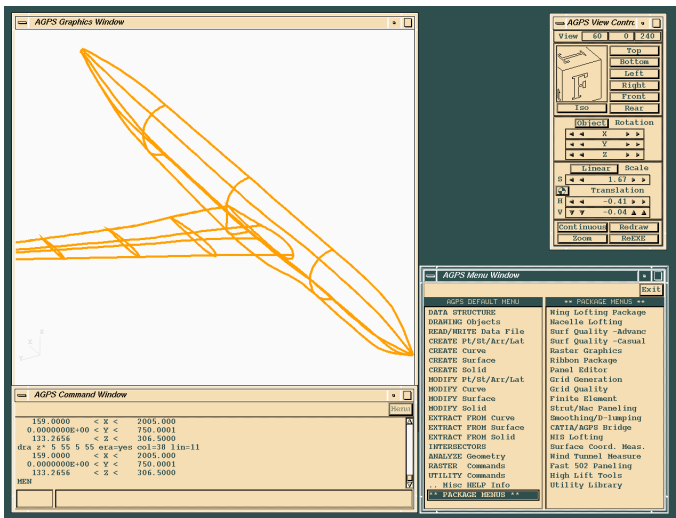 AGPS Graphics Window
AGPS View Contro
View 60 0 240
Top
Bottom
Left
Right
Front
F
Iso Rear
Object Rotation
X
Y
Z
Linear Scale
S 1.67
Translation
H -0.41
V -0.04
Continuous Redraw
Zoom ReEXE
AGPS Menu Window
Exit
AGPS DEFAULT MENU
DATA STRUCTURE
DRAWING Objects
READ/WRITE Data File
CREATE Pt/St/Arr/Lat
CREATE Curve
CREATE Surface
CREATE Solid
MODIFY Pt/St/Arr/Lat
MODIFY Curve
MODIFY Surface
MODIFY Solid
EXTRACT FROM Curve
EXTRACT FROM Surface
EXTRACT FROM Solid
INTERSECTORS
ANALYZE Geometry
RASTER Commands
UTILITY Commands
.. Misc HELP Info
** PACKAGE MENUS **
** PACKAGE MENUS **
Wing Lofting Package
Nacelle Lofting
Surf Quality -Advanc
Surf Quality -Casual
Raster Graphics
Ribbon Package
Panel Editor
Grid Generation
Grid Quality
Finite Element
Strut/Nac Paneling
Smoothing/D-lumping
CATIA/AGPS Bridge
NIS Lofting
Surface Coord. Meas.
Wind Tunnel Measure
Fast 502 Paneling
High Lift Tools
Utility Library
AGPS Command Window
Menu
159.0000 < X < 2005.000
0.0000000E+00 < Y < 750.0001
133.2656 < Z < 306.5000
dra z* 5 55 5 55 era=yes col=38 in=11
159.0000 < X < 2005.000
0.0000000E+00 < Y < 750.0001
133.2656 < Z < 306.5000
MEN